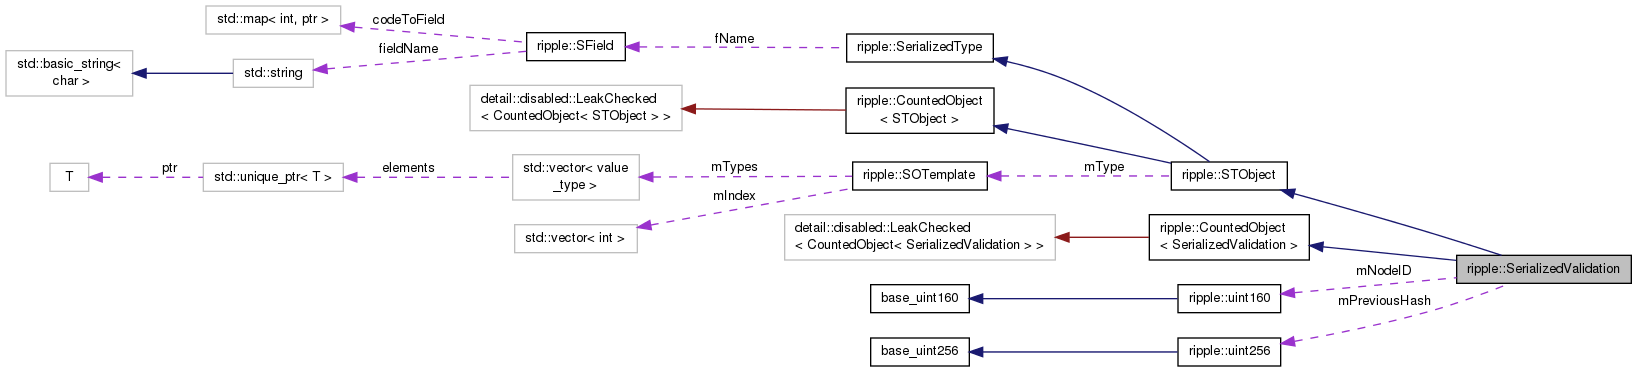 std::map< int, ptr >
codeToField
ripple::SField
fName
ripple::SerializedType
std::basic_string<
char >
std::string
fieldName
detail::disabled::LeakChecked
< CountedObject< STObject > >
ripple::CountedObject
< STObject >
T
ptr
std::unique_ptr< T >
elements
std::vector< value
_type >
mTypes
ripple::SOTemplate
mType
ripple::STObject
mIndex
std::vector< int >
detail::disabled::LeakChecked
< CountedObject< SerializedValidation > >
ripple::CountedObject
< SerializedValidation >
ripple::SerializedValidation
mNodeID
base_uint160
ripple::uint160
mPreviousHash
base_uint256
ripple::uint256